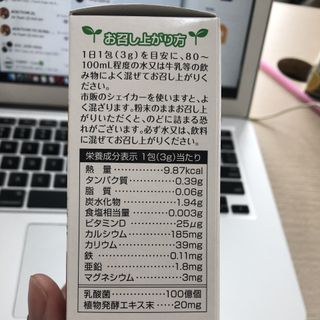 お召し上がり方
1日1包(3g)を目安に、80〜
100mL程度の水又は牛乳等の飲
み物によく混ぜてお召し上がりく
ださい。
市販のシェイカーを使いますと、よ
く混ざります。粉末のままお召し上
がりいただくと、のどに詰まる恐
れがございます。必ず水又は、飲料
に混ぜてお召し上がりください。
栄養成分表示 1包(3g)当たり
熱量 9.87kcal
タンパク質 0.39g
脂質 0.06g
炭水化物 1.94g
食塩相当量 0.003g
ビタミンD 25μg
カルシウム 185mg
カリウム 39mg
鉄 0.11mg
亜鉛 1.8mg
マグネシウム 3mg
乳酸菌 100億個
植物発酵エキス末 20mg